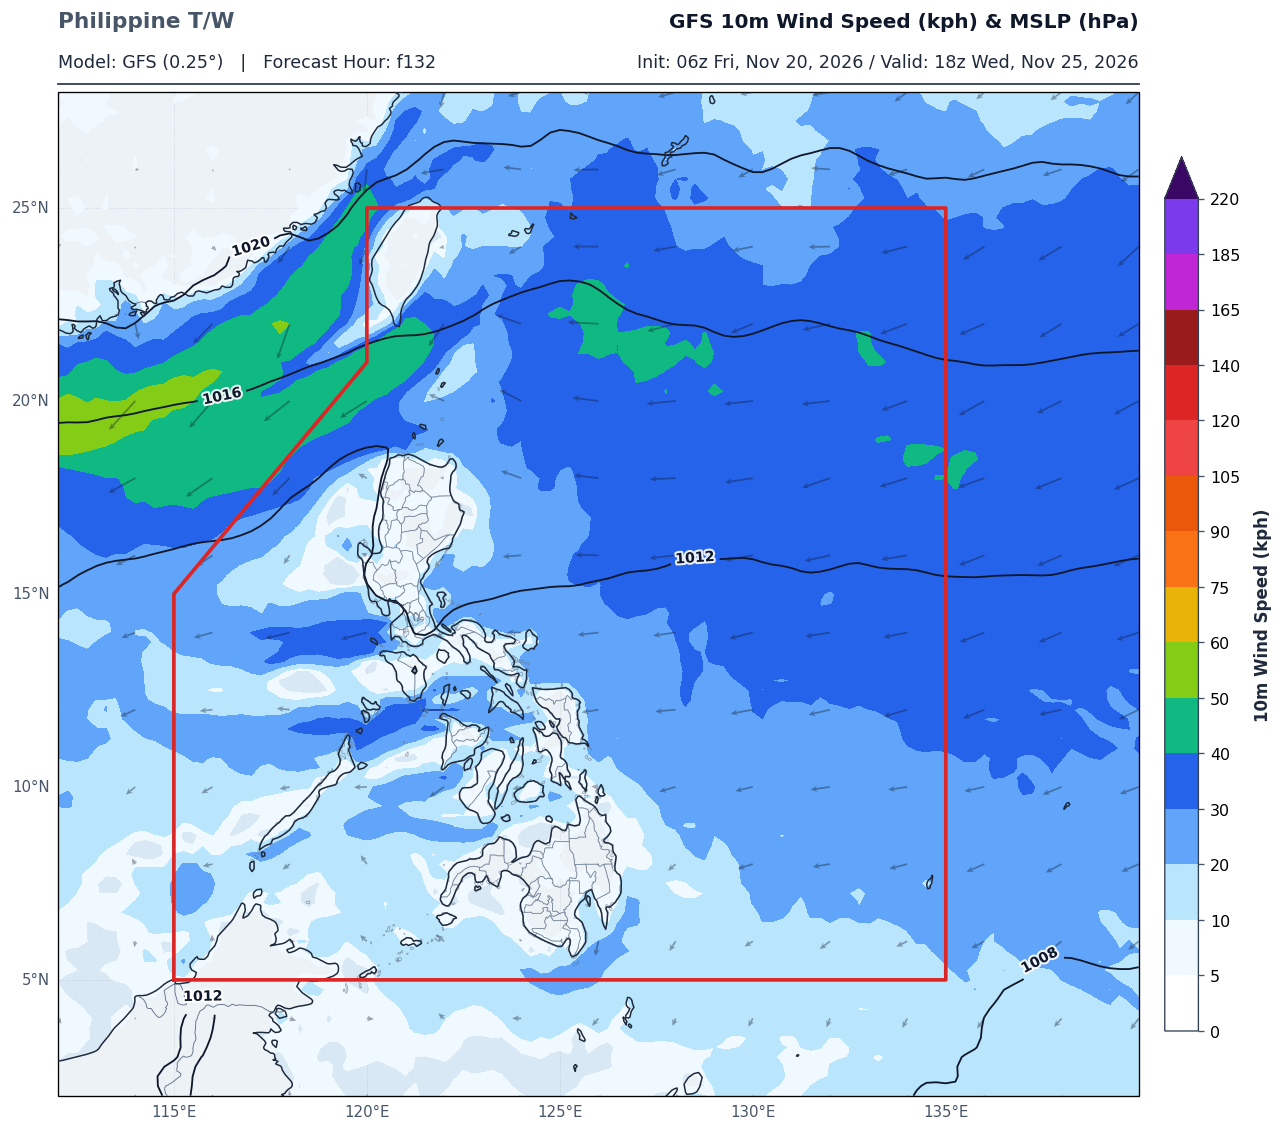 Philippine T/W
GFS 10m Wind Speed (kph) & MSLP (hPa)
Model: GFS (0.25°)   |   Forecast Hour: f132
Init: 06z Fri, Nov 20, 2026 / Valid: 18z Wed, Nov 25, 2026
25°N
20°N
15°N
10°N
5°N
115°E
120°E
125°E
130°E
135°E
1020
1016
1012
1008
1012
220
185
165
140
120
105
90
75
60
50
40
30
20
10
5
0
10m Wind Speed (kph)